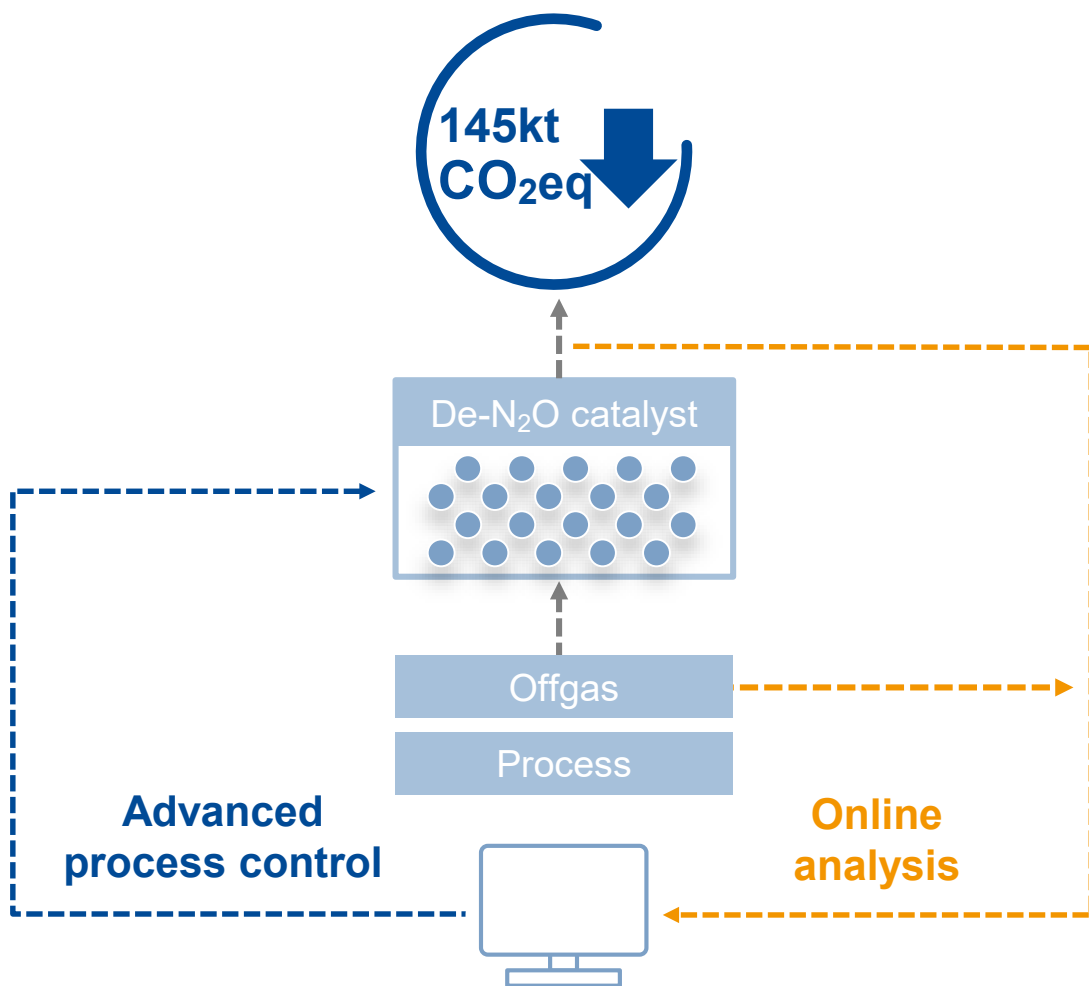 145kt
CO₂eq
De-N₂O catalyst
Offgas
Process
Advanced
process control
Online
analysis